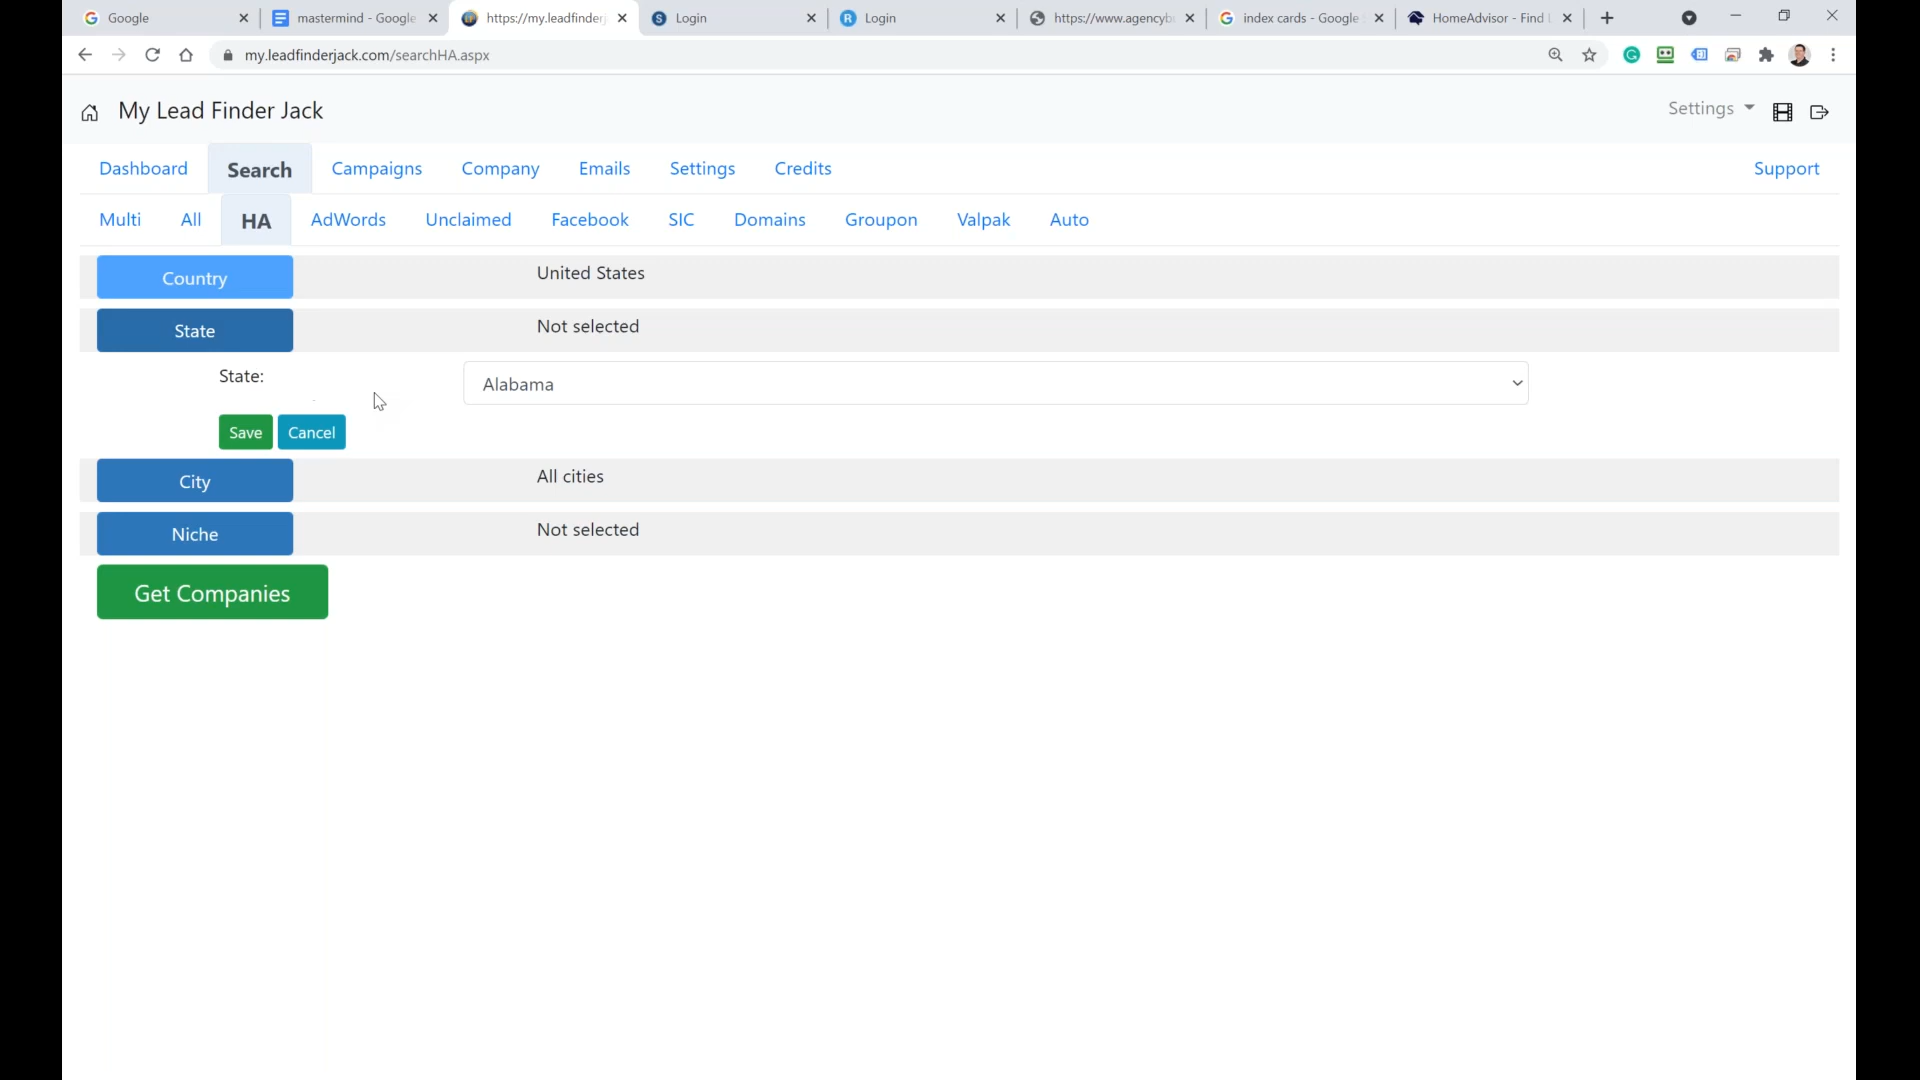 Google
mastermind - Google
https://my.leadfinderj
Login
Login
https://www.agencyb
index cards - Google
HomeAdvisor - Find
my.leadfinderjack.com/searchHA.aspx
My Lead Finder Jack
Settings
Dashboard Search Campaigns Company Emails Settings Credits Support
Multi All HA AdWords Unclaimed Facebook SIC Domains Groupon Valpak Auto
Country United States
State Not selected
State: Alabama
Save Cancel
City All cities
Niche Not selected
Get Companies